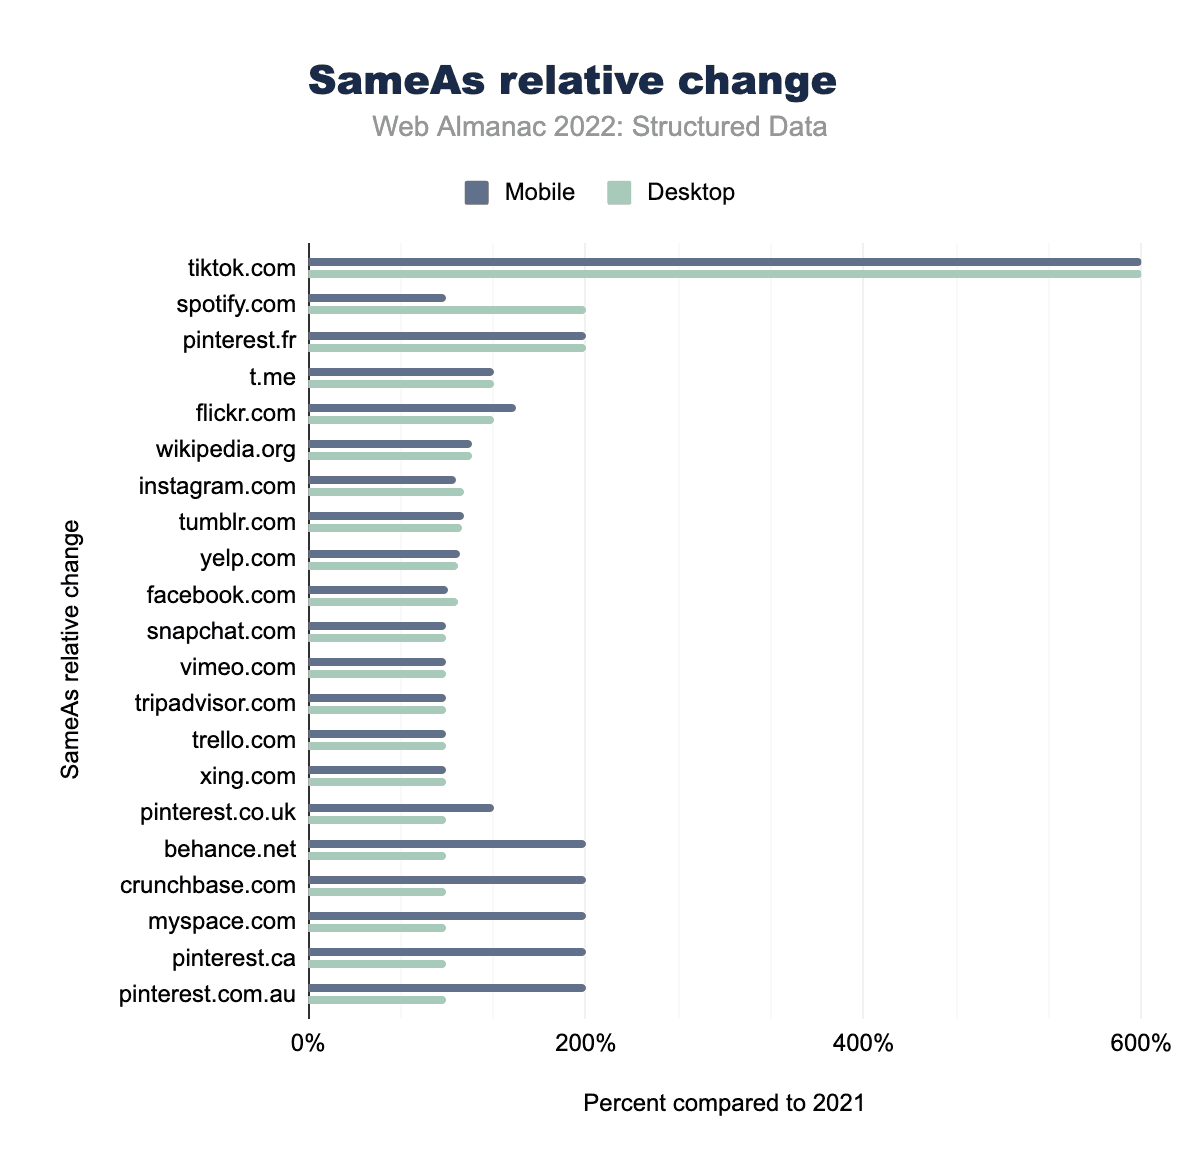 SameAs relative change
Web Almanac 2022: Structured Data
Mobile Desktop
tiktok.com
spotify.com
pinterest.fr
t.me
flickr.com
wikipedia.org
instagram.com
tumblr.com
yelp.com
facebook.com
snapchat.com
vimeo.com
tripadvisor.com
trello.com
xing.com
pinterest.co.uk
behance.net
crunchbase.com
myspace.com
pinterest.ca
pinterest.com.au
SameAs relative change
0% 200% 400% 600%
Percent compared to 2021